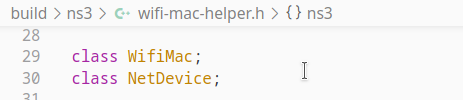 build > ns3 > wifi-mac-helper.h > {} ns3
28
29 class WifiMac;
30 class NetDevice;
31